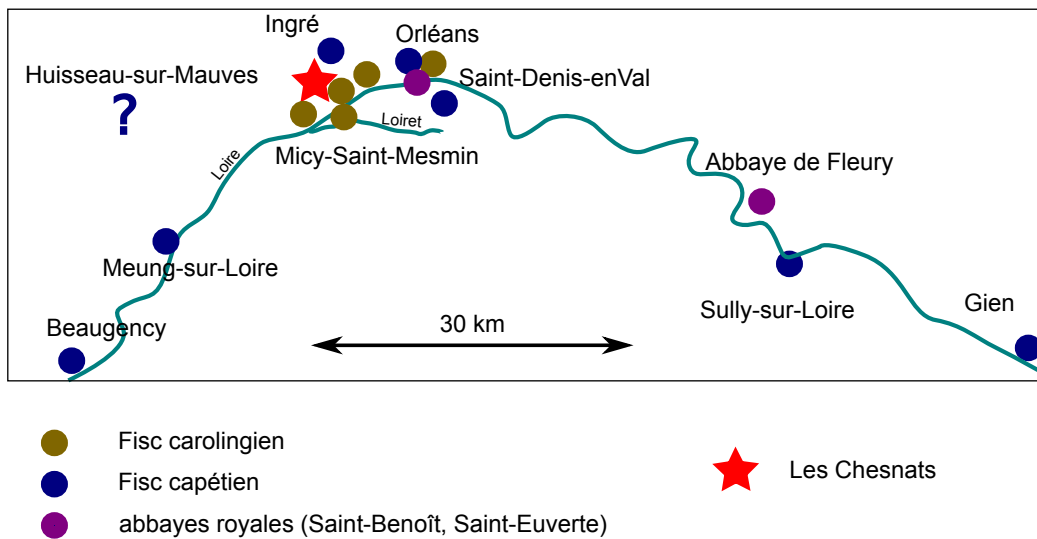 Ingré
Orléans
Huisseau-sur-Mauves
Saint-Denis-enVal
?
Loiret
Micy-Saint-Mesmin
Loire
Abbaye de Fleury
Meung-sur-Loire
Beaugency
30 km
Sully-sur-Loire
Gien
Fisc carolingien
Fisc capétien
abbayes royales (Saint-Benoît, Saint-Euverte)
Les Chesnats